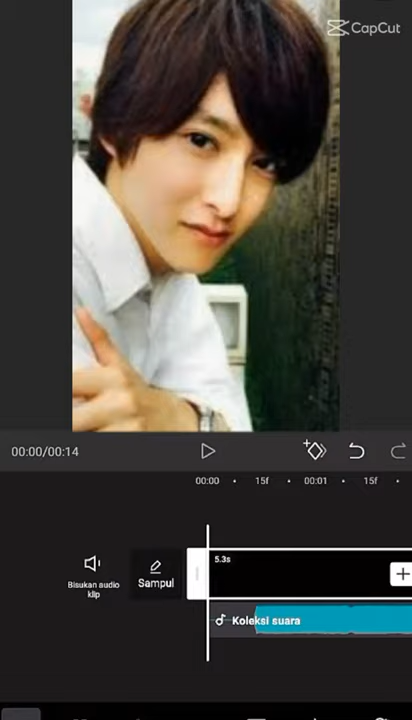 CapCut
00:00/00:14
00:00
15f
00:01
15f
5.3s
Bisukan audio
klip
Sampul
Koleksi suara